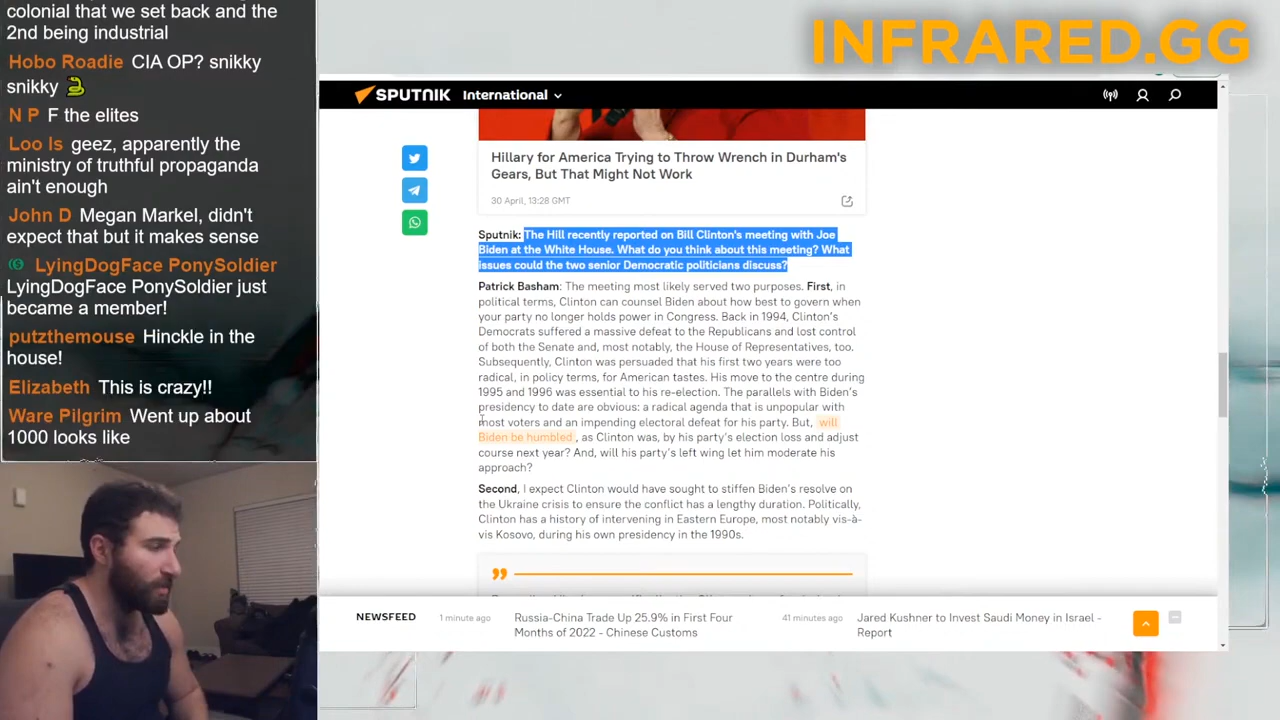 colonial that we set back and the
2nd being industrial
Hobo Roadie CIA OP? snikky
snikky
N P F the elites
Loo Is geez, apparently the
ministry of truthful propaganda
ain't enough
John D Megan Markel, didn't
expect that but it makes sense
LyingDogFace PonySoldier
LyingDogFace PonySoldier just
became a member!
putzthemouse Hinckle in the
house!
Elizabeth This is crazy!!
Ware Pilgrim Went up about
1000 looks like
INFRARED.GG
SPUTNIK International
Hillary for America Trying to Throw Wrench in Durham's
Gears, But That Might Not Work
30 April, 13:28 GMT
Sputnik: The Hill recently reported on Bill Clinton's meeting with Joe
Biden at the White House. What do you think about this meeting? What
issues could the two senior Democratic politicians discuss?
Patrick Basham: The meeting most likely served two purposes. First, in
political terms, Clinton can counsel Biden about how best to govern when
your party no longer holds power in Congress. Back in 1994, Clinton's
Democrats suffered a massive defeat to the Republicans and lost control
of both the Senate and, most notably, the House of Representatives, too.
Subsequently, Clinton was persuaded that his first two years were too
radical, in policy terms, for American tastes. His move to the centre during
1995 and 1996 was essential to his re-election. The parallels with Biden's
presidency to date are obvious: a radical agenda that is unpopular with
most voters and an impending electoral defeat for his party. But, will
Biden be humbled, as Clinton was, by his party's election loss and adjust
course next year? And, will his party's left wing let him moderate his
approach?
Second, I expect Clinton would have sought to stiffen Biden's resolve on
the Ukraine crisis to ensure the conflict has a lengthy duration. Politically,
Clinton has a history of intervening in Eastern Europe, most notably vis-à-
vis Kosovo, during his own presidency in the 1990s.
NEWSFEED
1 minute ago
Russia-China Trade Up 25.9% in First Four
Months of 2022 - Chinese Customs
41 minutes ago
Jared Kushner to Invest Saudi Money in Israel -
Report